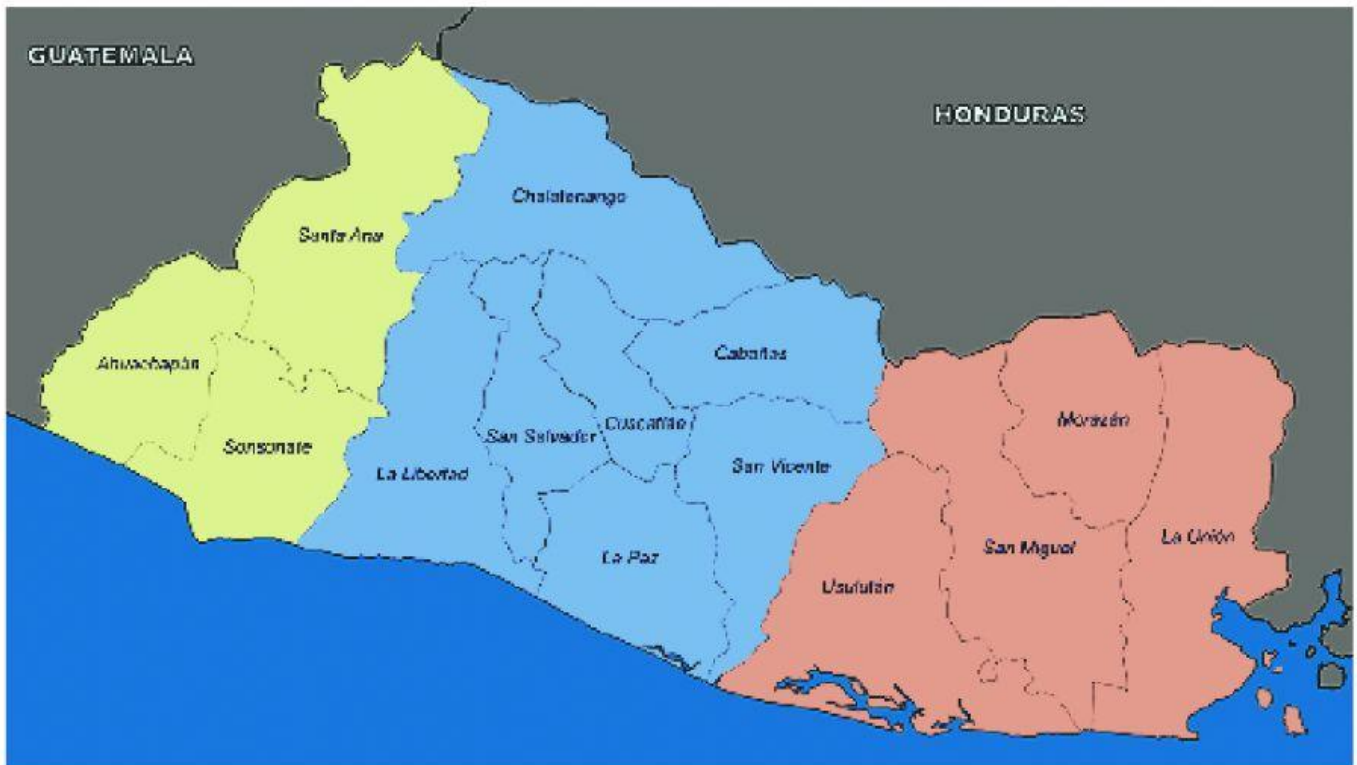 GUATEMALA
HONDURAS
Chalatenango
Santa Ana
Ahuachapán
Cabañas
Sonsonate
La Libertad
San Salvador
Cuscatlán
San Vicente
Morazán
La Paz
Usulután
San Miguel
La Unión